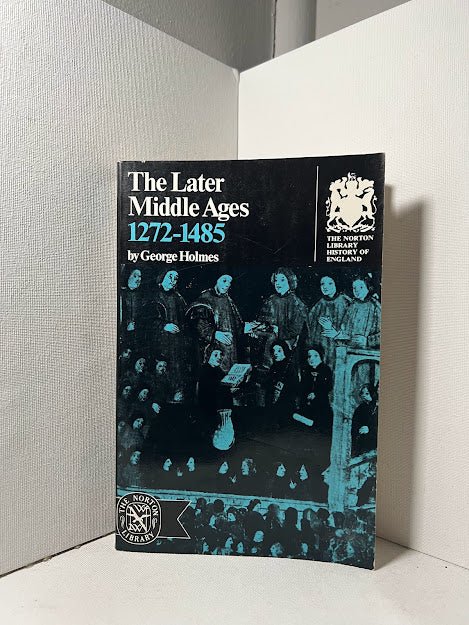 The Later
Middle Ages
1272-1485
by George Holmes
THE NORTON
LIBRARY
HISTORY OF
ENGLAND
THE NORTON
LIBRARY